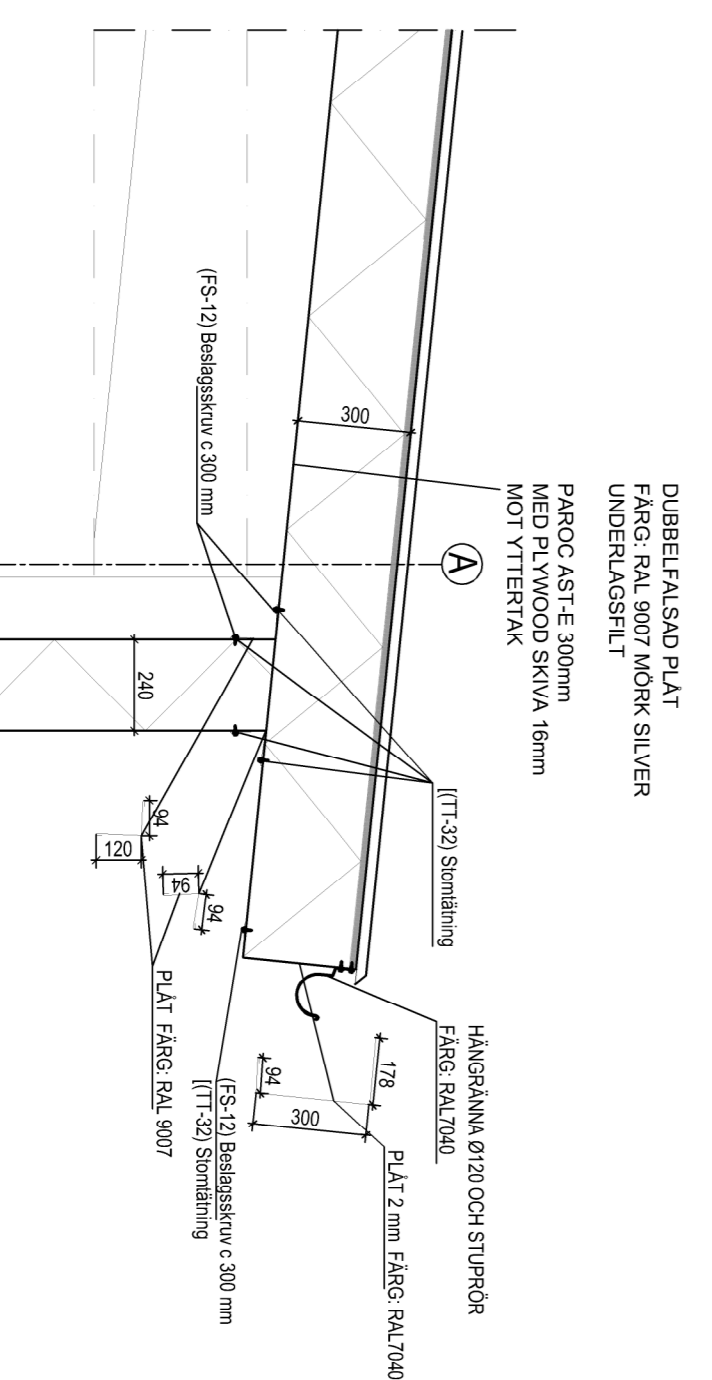 DUBBELFALSAD PLÅT
FÄRG: RAL 9007 MÖRK SILVER
UNDERLAGSFILT
PAROC AST-E 300mm
MED PLYWOOD SKIVA 16mm
MOT YTTERTAK
A
300
(FS-12) Beslagsskruv c 300 mm
[(TT-32) Stomtätning
240
94
120
94
94
PLÅT FÄRG: RAL 9007
HÄNGRÄNNA Ø120 OCH STUPRÖR
FÄRG: RAL7040
178
94
300
PLÅT 2 mm FÄRG: RAL7040
(FS-12) Beslagsskruv c 300 mm
[(TT-32) Stomtätning